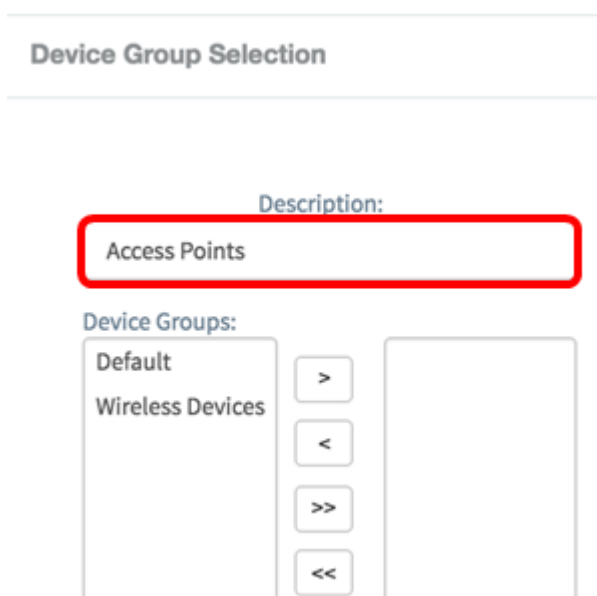 Device Group Selection
Description:
Access Points
Device Groups:
Default
Wireless Devices
>
<
>>
<<